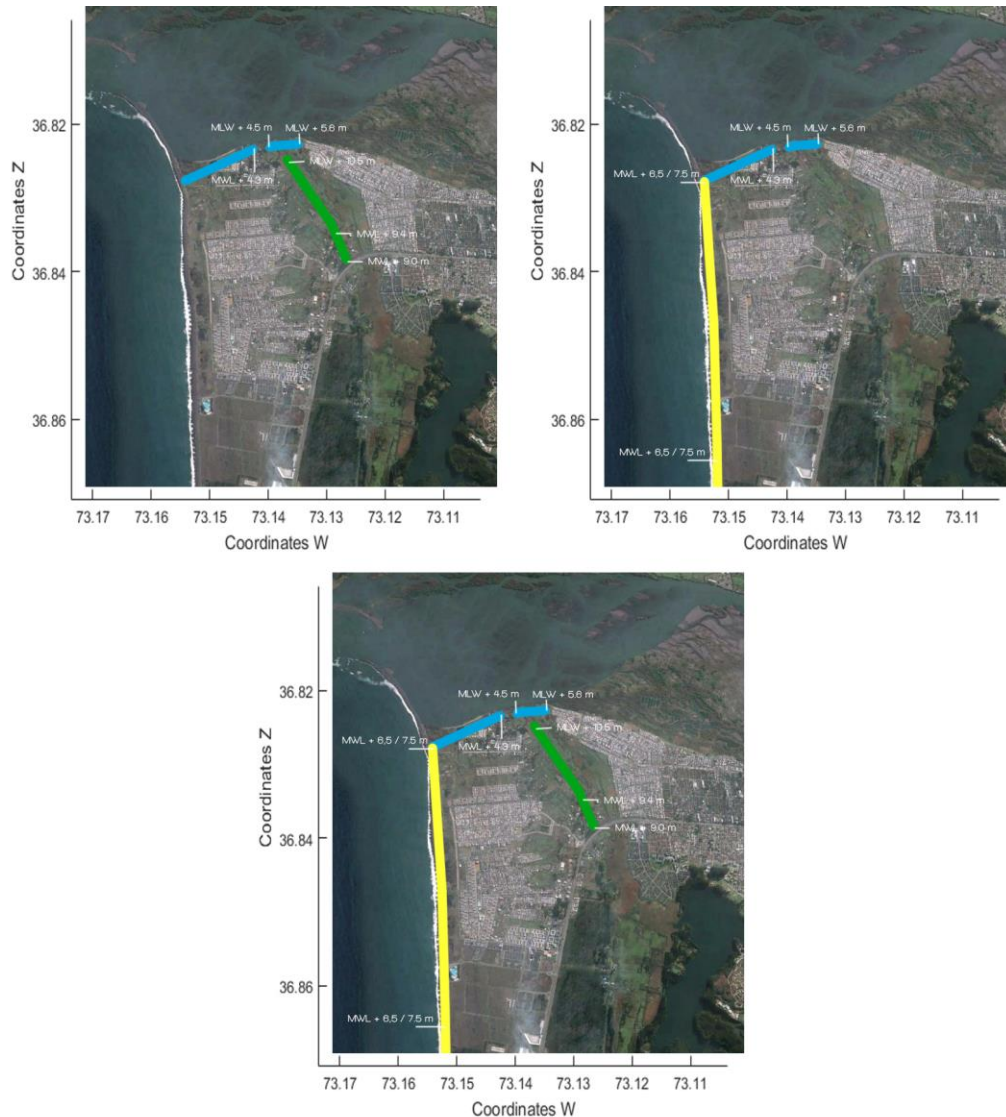 MLW + 4.5 m
MLW + 5.6 m
36.82
MLW + 10.5 m
MWL + 4.3 m
MWL + 9.4 m
36.84
MWL + 9.0 m
36.86
Coordinates Z
73.17 73.16 73.15 73.14 73.13 73.12 73.11
Coordinates W
MLW + 4.5 m
MLW + 5.6 m
36.82
MWL + 4.3 m
MWL + 6,5 / 7.5 m
36.84
36.86
MWL + 6,5 / 7.5 m
Coordinates Z
73.17 73.16 73.15 73.14 73.13 73.12 73.11
Coordinates W
MLW + 4.5 m
MLW + 5.6 m
36.82
MLW + 10.5 m
MWL + 6,5 / 7.5 m
MWL + 4.3 m
MWL + 9.4 m
MWL + 9.0 m
36.84
36.86
MWL + 6,5 / 7.5 m
Coordinates Z
73.17 73.16 73.15 73.14 73.13 73.12 73.11
Coordinates W